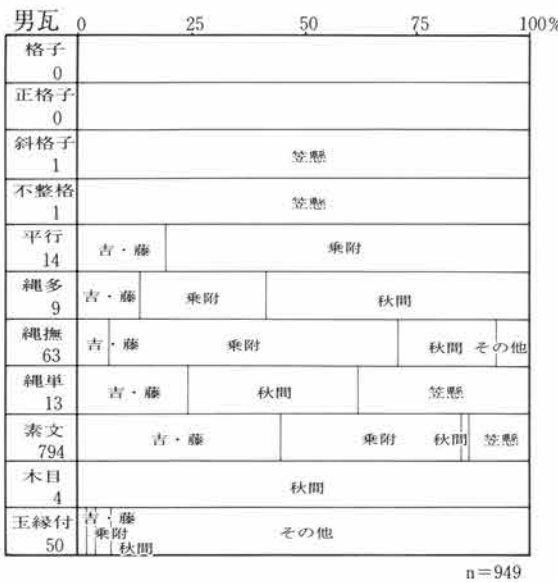 男瓦 0 25 50 75 100%
格子
0
正格子
0
斜格子 笠懸
1
不整格 笠懸
1
平行 吉・藤 乗附
14
縄多 吉・藤 乗附 秋間
9
縄撫 吉・藤 乗附 秋間 その他
63
縄単 吉・藤 秋間 笠懸
13
素文 吉・藤 乗附 秋間 笠懸
794
木目 秋間
4
玉縁付 吉・藤 その他
50 乗附
秋間
n=949